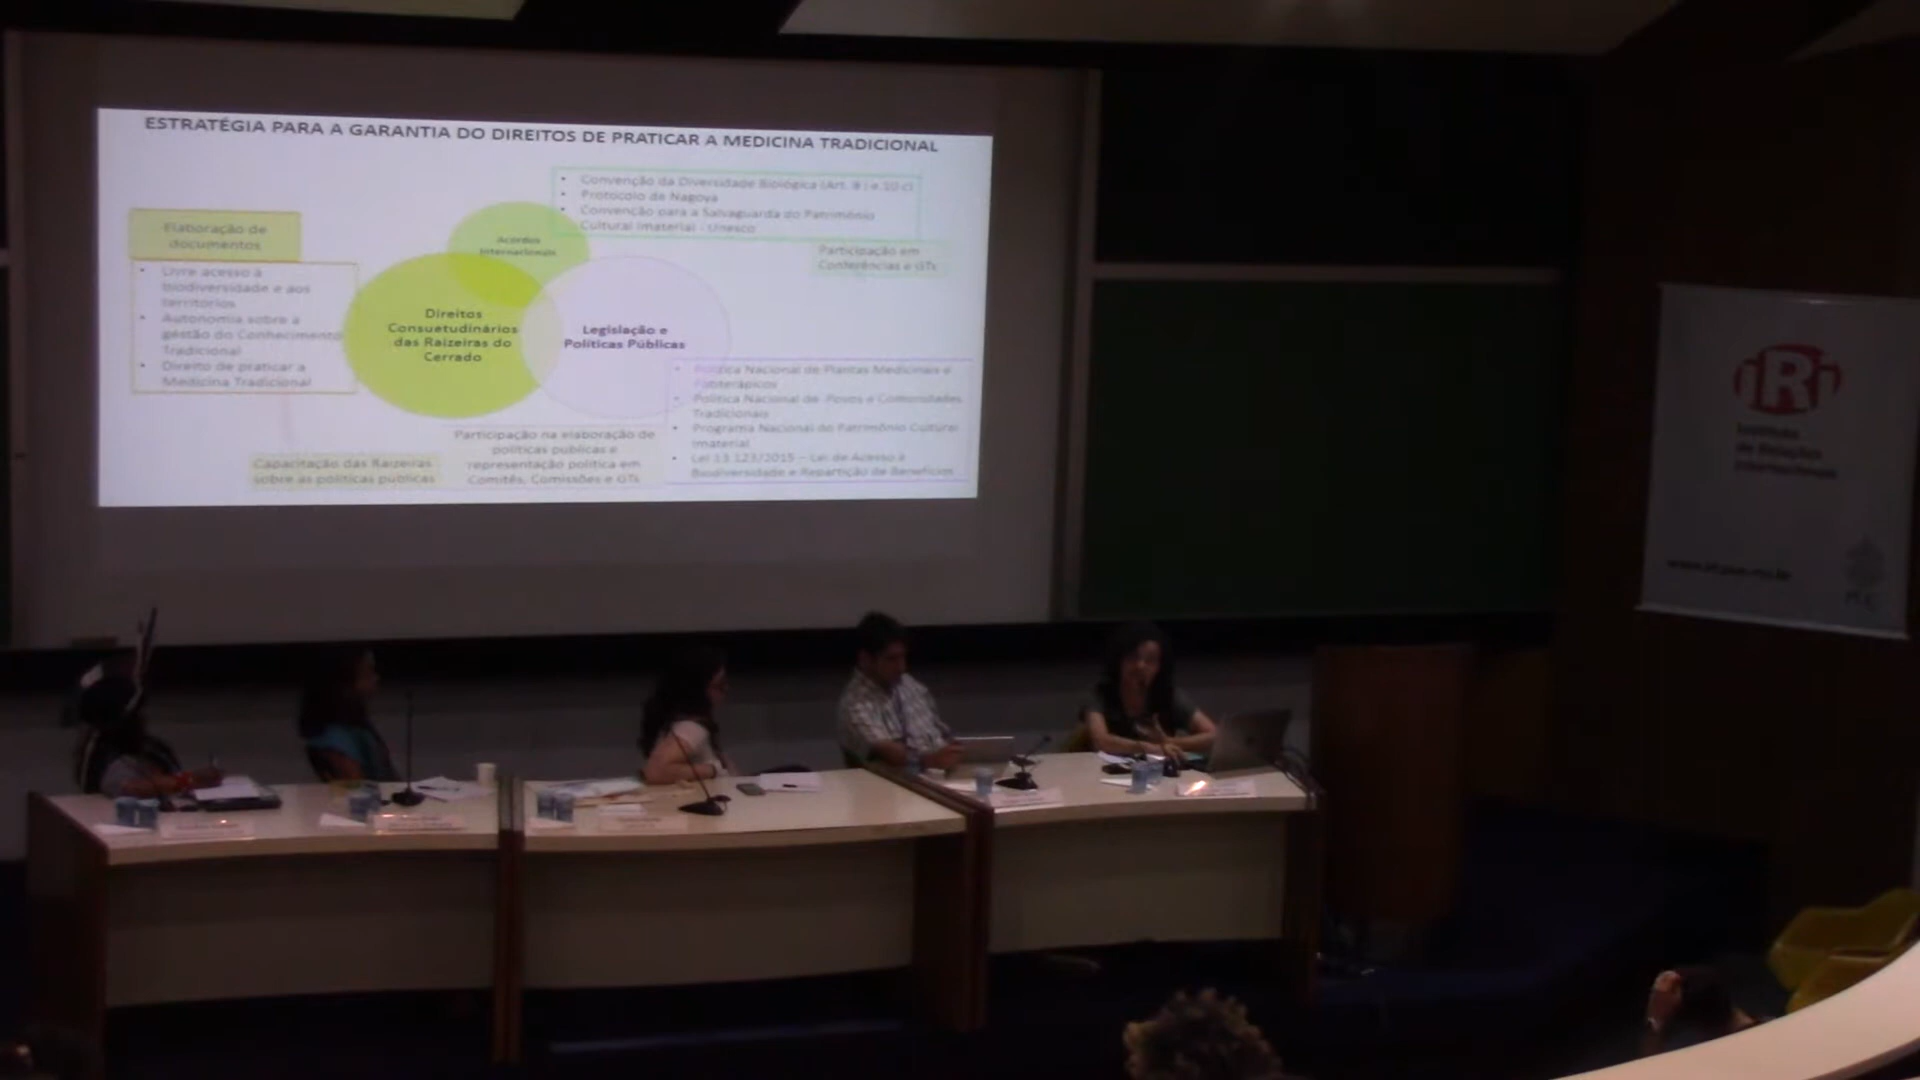 ESTRATÉGIA PARA A GARANTIA DO DIREITOS DE PRATICAR A MEDICINA TRADICIONAL
• Convenção da Diversidade Biológica (Art. 8 j e 10 c)
• Protocolo de Nagoya
• Convenção para a Salvaguarda do Patrimônio
Cultural Imaterial - Unesco
Participação em
Conferências e GTs
Elaboração de
documentos
• Livre acesso à
biodiversidade e aos
territórios
• Autonomia sobre a
gestão do Conhecimento
Tradicional
• Direito de praticar a
Medicina Tradicional
Acordos
Internacionais
Direitos
Consuetudinários
das Raizeiras do
Cerrado
Legislação e
Políticas Públicas
• Política Nacional de Plantas Medicinais e
Fitoterápicos
• Política Nacional de Povos e Comunidades
Tradicionais
• Programa Nacional do Patrimônio Cultural
Imaterial
• Lei 13.123/2015 – Lei de Acesso à
Biodiversidade e Repartição de Benefícios
Participação na elaboração de
políticas públicas e
representação política em
Comitês, Comissões e GTs
Capacitação das Raizeiras
sobre as políticas públicas
iRi
Instituto
de Relações
Internacionais
PUC